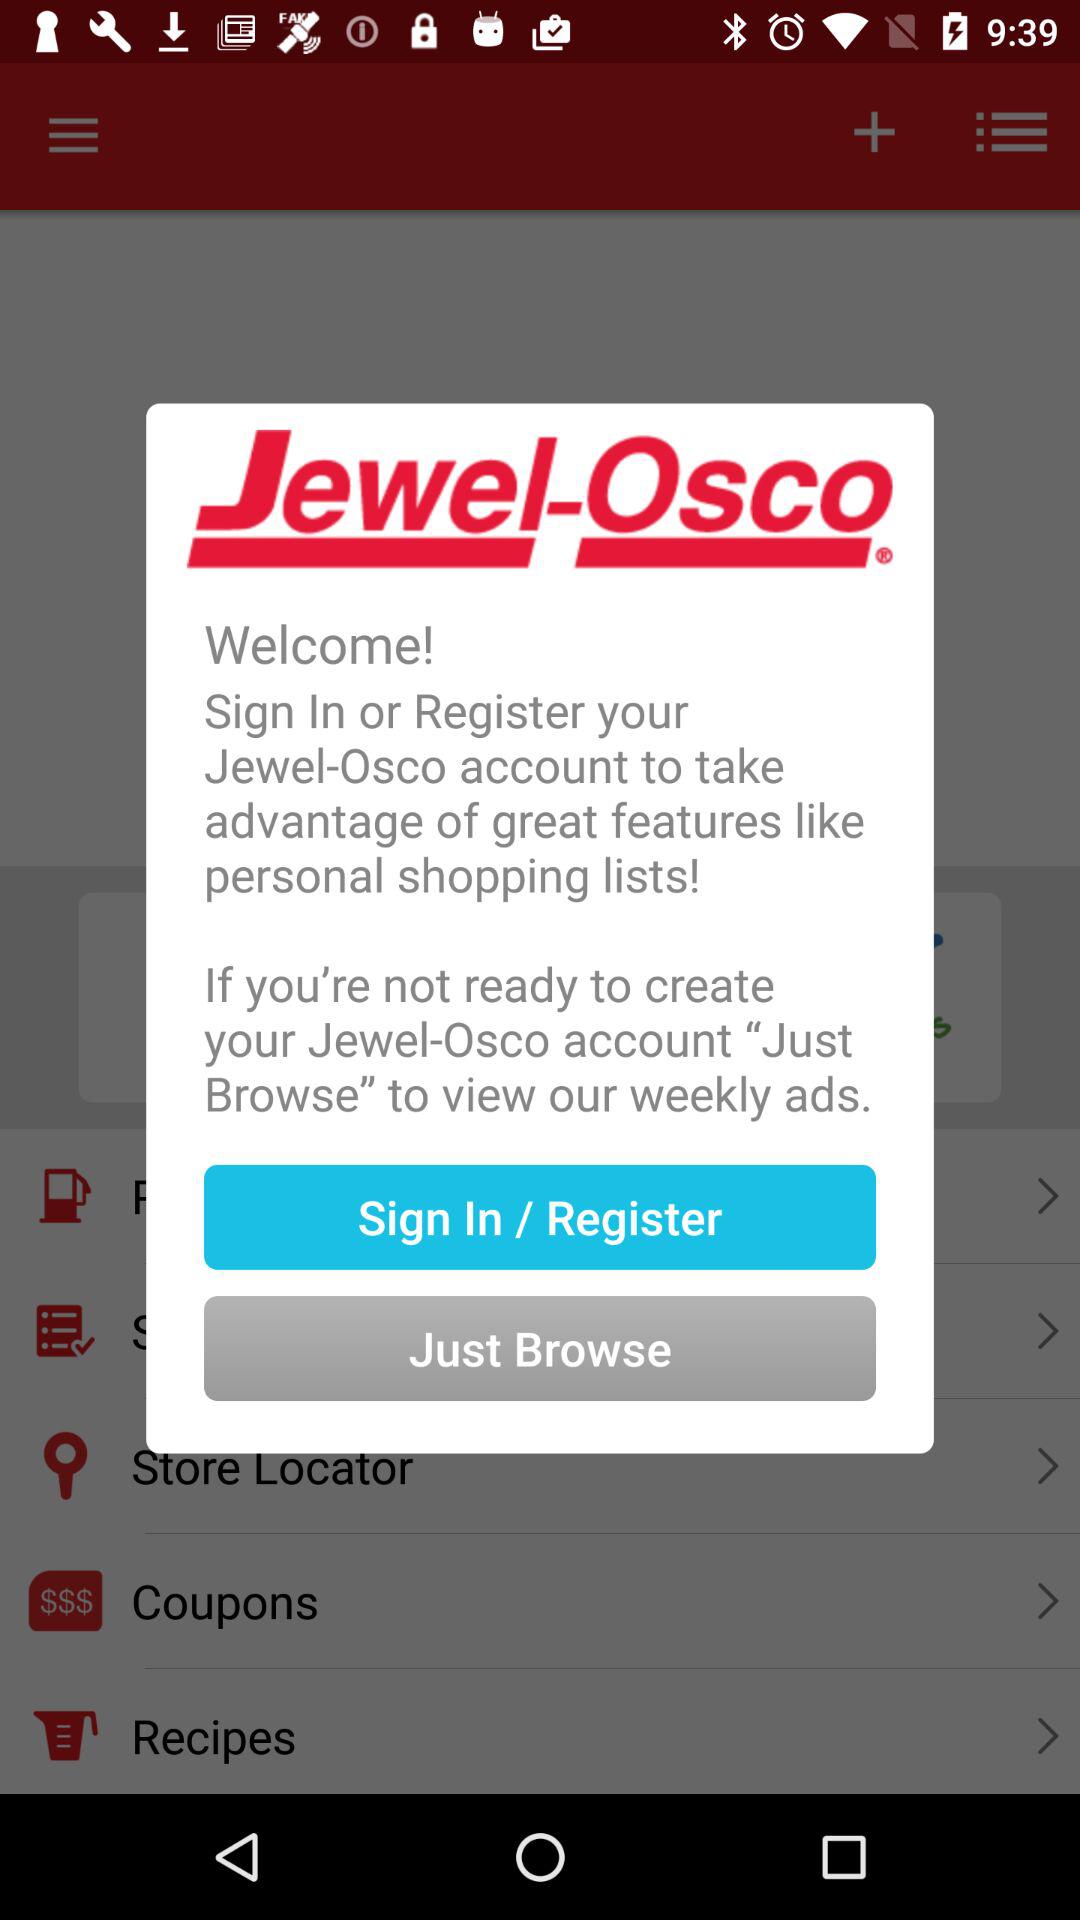 FAKE
9:39
Jewel-Osco®
Welcome!
Sign In or Register your
Jewel-Osco account to take
advantage of great features like
personal shopping lists!
If you’re not ready to create
your Jewel-Osco account “Just
Browse” to view our weekly ads.
Sign In / Register
Just Browse
Store Locator
$$$ Coupons
Recipes